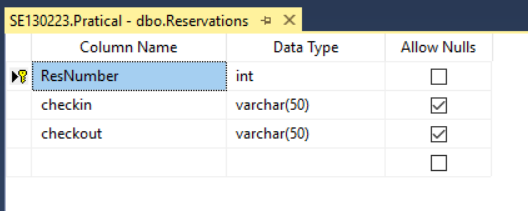 SE130223.Pratical - dbo.Reservations
Column Name Data Type Allow Nulls
ResNumber int
checkin varchar(50)
checkout varchar(50)